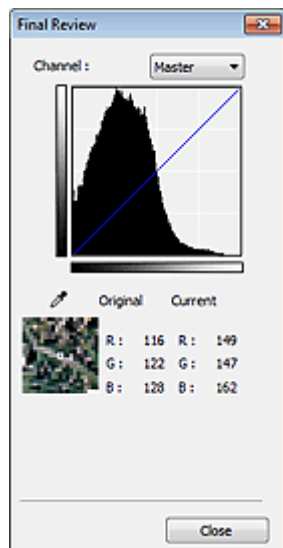 Final Review
Channel : Master
Original Current
R : 116 R : 149
G : 122 G : 147
B : 128 B : 162
Close